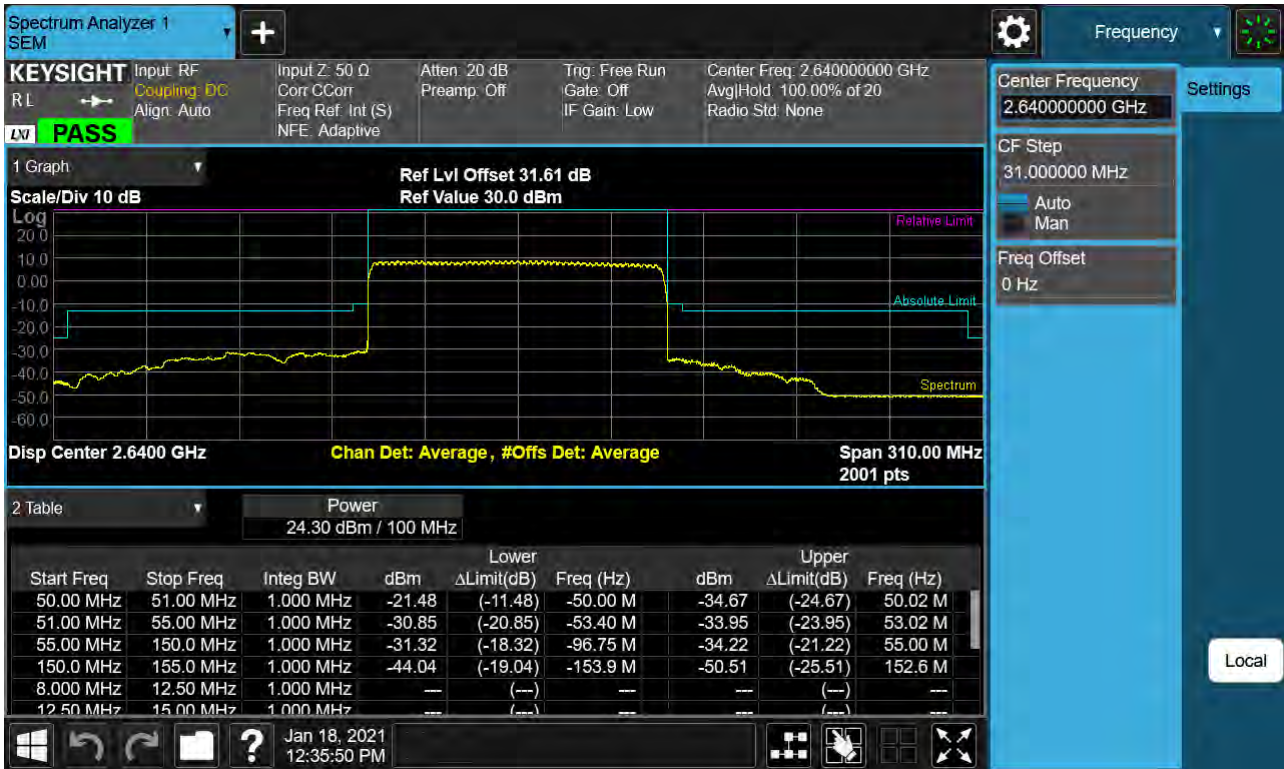 Spectrum Analyzer 1
SEM
+
Frequency
KEYSIGHT
R L
LXI
PASS
Input: RF
Coupling: DC
Align: Auto
Input Z: 50 Ω
Corr CCorr
Freq Ref: Int (S)
NFE: Adaptive
Atten: 20 dB
Preamp: Off
Trig: Free Run
Gate: Off
IF Gain: Low
Center Freq: 2.640000000 GHz
Avg|Hold: 100.00% of 20
Radio Std: None
Center Frequency
2.640000000 GHz
Settings
CF Step
31.000000 MHz
Auto
Man
Freq Offset
0 Hz
Local
1 Graph
Ref Lvl Offset 31.61 dB
Scale/Div 10 dB
Ref Value 30.0 dBm
Log
20.0
10.0
0.00
-10.0
-20.0
-30.0
-40.0
-50.0
-60.0
Relative Limit
Absolute Limit
Spectrum
Disp Center 2.6400 GHz
Chan Det: Average, #Offs Det: Average
Span 310.00 MHz
2001 pts
2 Table
Power
24.30 dBm / 100 MHz
Lower Upper
Start Freq Stop Freq Integ BW dBm ΔLimit(dB) Freq (Hz) dBm ΔLimit(dB) Freq (Hz)
50.00 MHz 51.00 MHz 1.000 MHz -21.48 (-11.48) -50.00 M -34.67 (-24.67) 50.02 M
51.00 MHz 55.00 MHz 1.000 MHz -30.85 (-20.85) -53.40 M -33.95 (-23.95) 53.02 M
55.00 MHz 150.0 MHz 1.000 MHz -31.32 (-18.32) -96.75 M -34.22 (-21.22) 55.00 M
150.0 MHz 155.0 MHz 1.000 MHz -44.04 (-19.04) -153.9 M -50.51 (-25.51) 152.6 M
8.000 MHz 12.50 MHz 1.000 MHz --- (---) --- --- (---) ---
12.50 MHz 15.00 MHz 1.000 MHz --- (---) --- --- (---) ---
?
Jan 18, 2021
12:35:50 PM